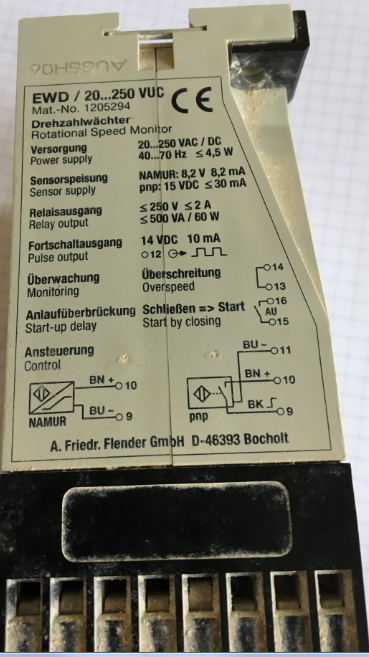 AUSSH06
EWD / 20...250 VUC CE
Mat.-No. 1205294
Drehzahlwächter
Rotational Speed Monitor
Versorgung 20...250 VAC / DC
Power supply 40...70 Hz ≤ 4,5 W
Sensorspeisung NAMUR: 8,2 V 8,2 mA
Sensor supply pnp: 15 VDC ≤ 30 mA
Relaisausgang ≤ 250 V ≤ 2 A
Relay output ≤ 500 VA / 60 W
Fortschaltausgang 14 VDC 10 mA
Pulse output 12
Überwachung Überschreitung 14
Monitoring Overspeed 13
Anlaufüberbrückung Schließen => Start 16
AU
Start-up delay Start by closing 15
Ansteuerung BU - 11
Control
BN + 10 BN + 10
BU - 9 BK 9
NAMUR pnp
A. Friedr. Flender GmbH D-46393 Bocholt